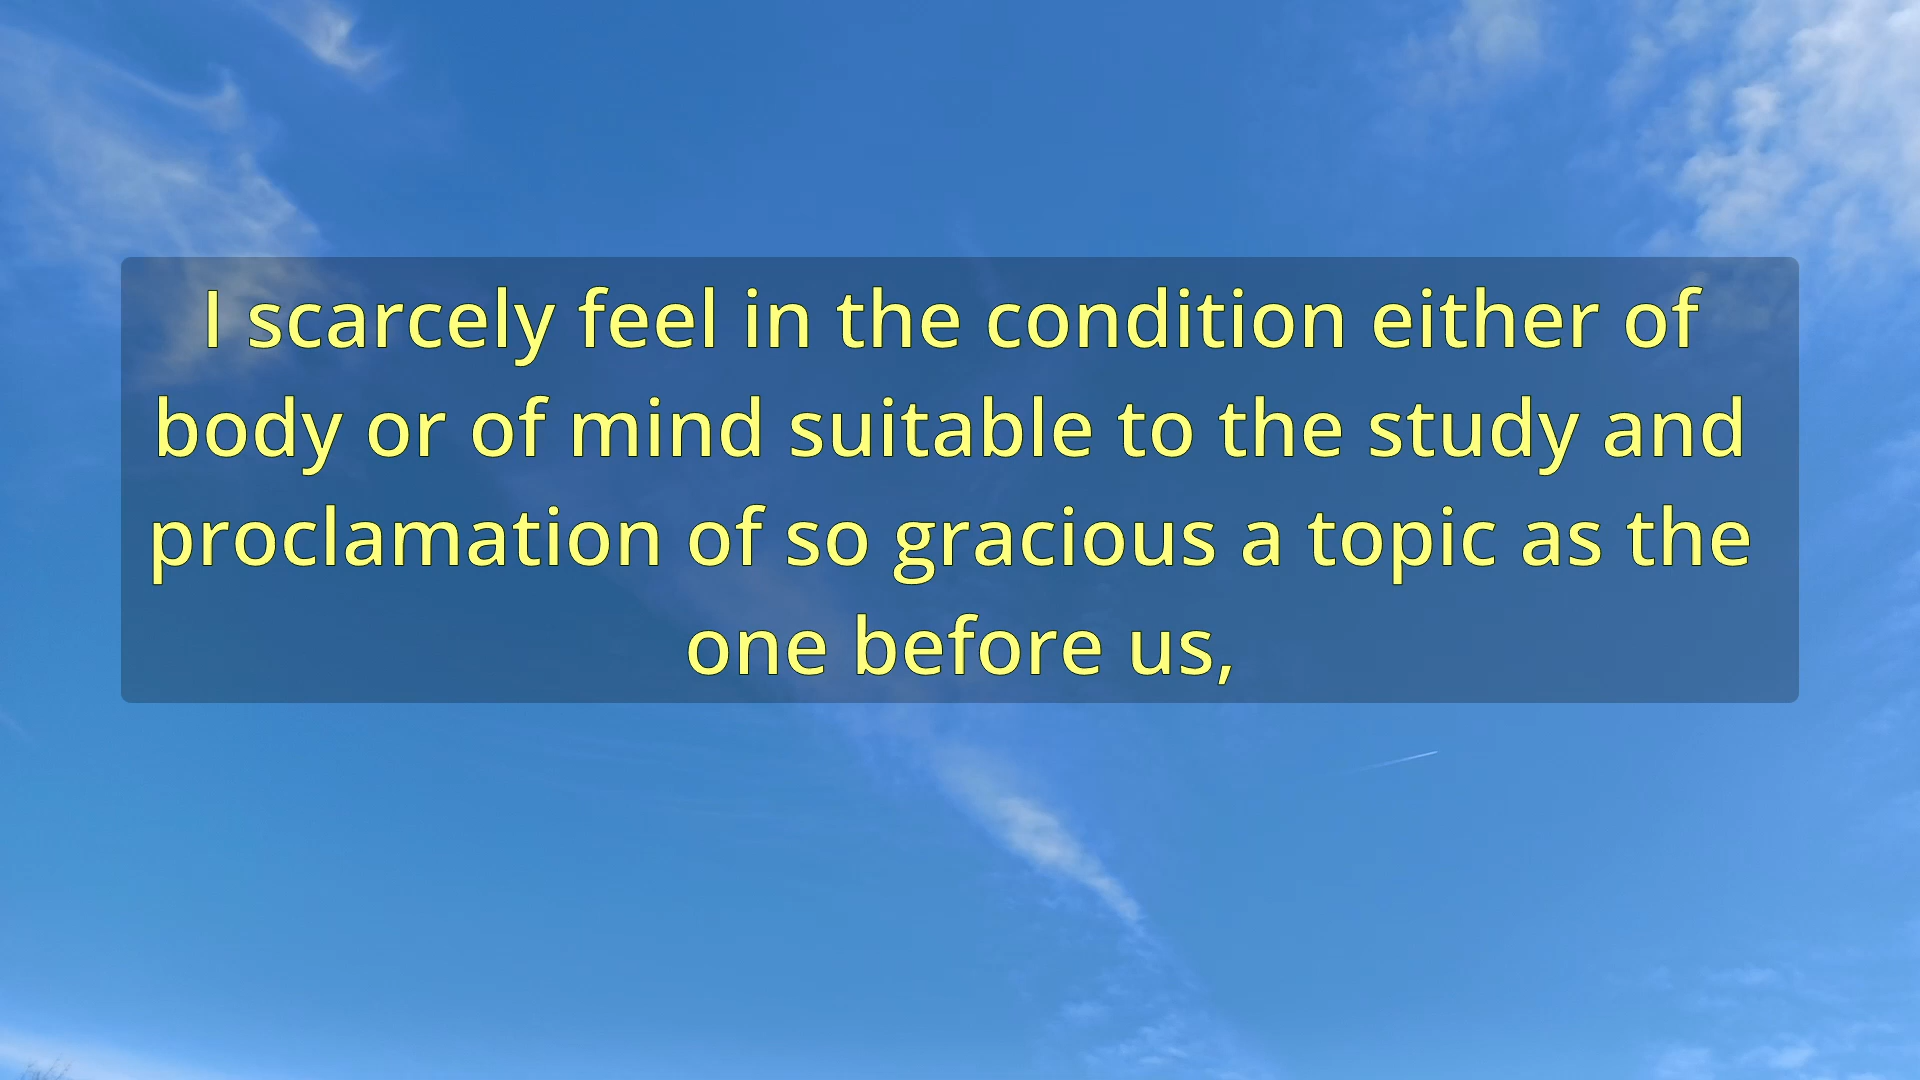 I scarcely feel in the condition either of
body or of mind suitable to the study and
proclamation of so gracious a topic as the
one before us,